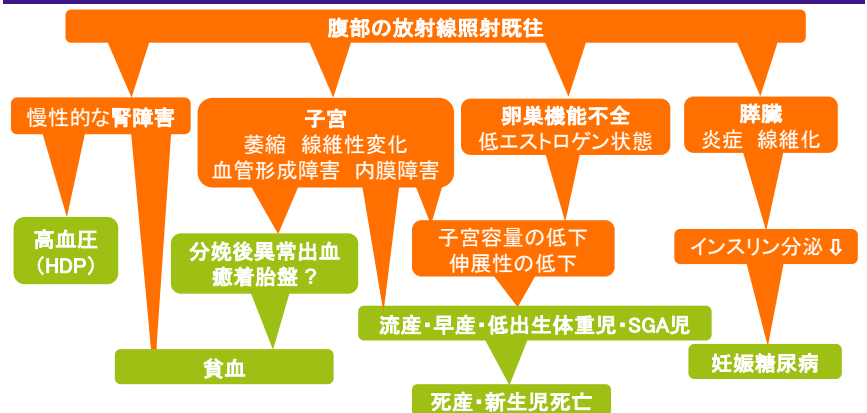 腹部の放射線照射既往
慢性的な腎障害
子宮
萎縮 線維性変化
血管形成障害 内膜障害
卵巣機能不全
低エストロゲン状態
膵臓
炎症 線維化
高血圧
(HDP)
分娩後異常出血
癒着胎盤？
子宮容量の低下
伸展性の低下
インスリン分泌⇩
流産・早産・低出生体重児・SGA児
貧血
妊娠糖尿病
死産・新生児死亡